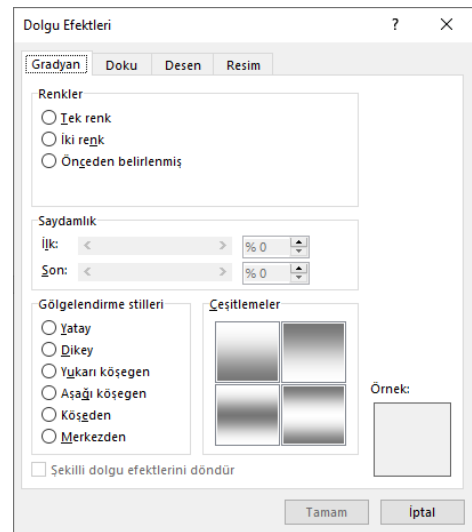 Dolgu Efektleri ?
Gradyan Doku Desen Resim
Renkler
Tek renk
İki renk
Önceden belirlenmiş
Saydamlık
İlk: % 0
Son: % 0
Gölgelendirme stilleri
Yatay
Dikey
Yukarı köşegen
Aşağı köşegen
Köşeden
Merkezden
Çeşitlemeler
Örnek:
Şekilli dolgu efektlerini döndür
Tamam İptal